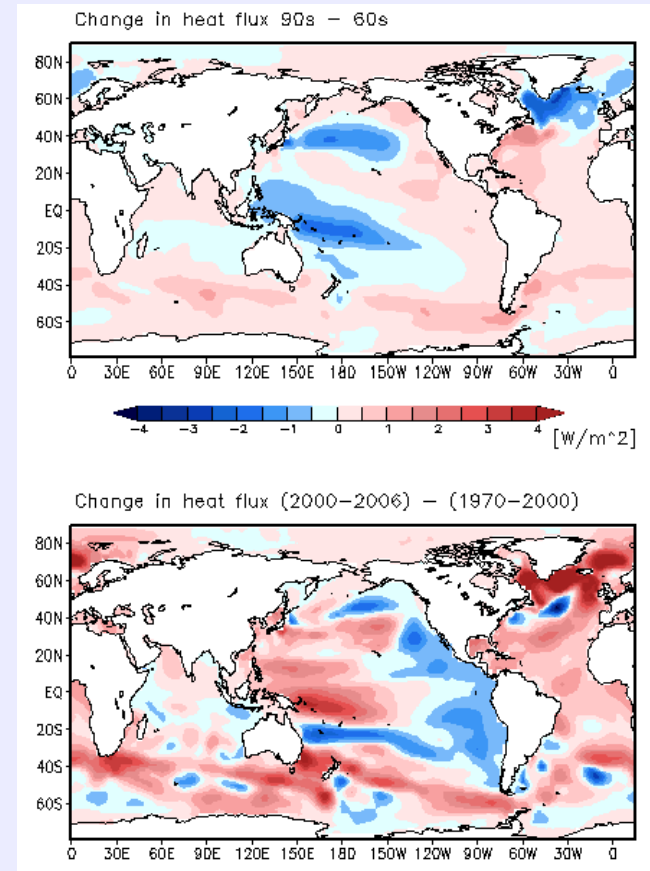 Change in heat flux 90s - 60s
80N
60N
40N
20N
EQ
20S
40S
60S
0 30E 60E 90E 120E 150E 180 150W 120W 90W 60W 30W 0
-4 -3 -2 -1 0 1 2 3 4
[W/m^2]
Change in heat flux (2000-2006) - (1970-2000)
80N
60N
40N
20N
EQ
20S
40S
60S
0 30E 60E 90E 120E 150E 180 150W 120W 90W 60W 30W 0